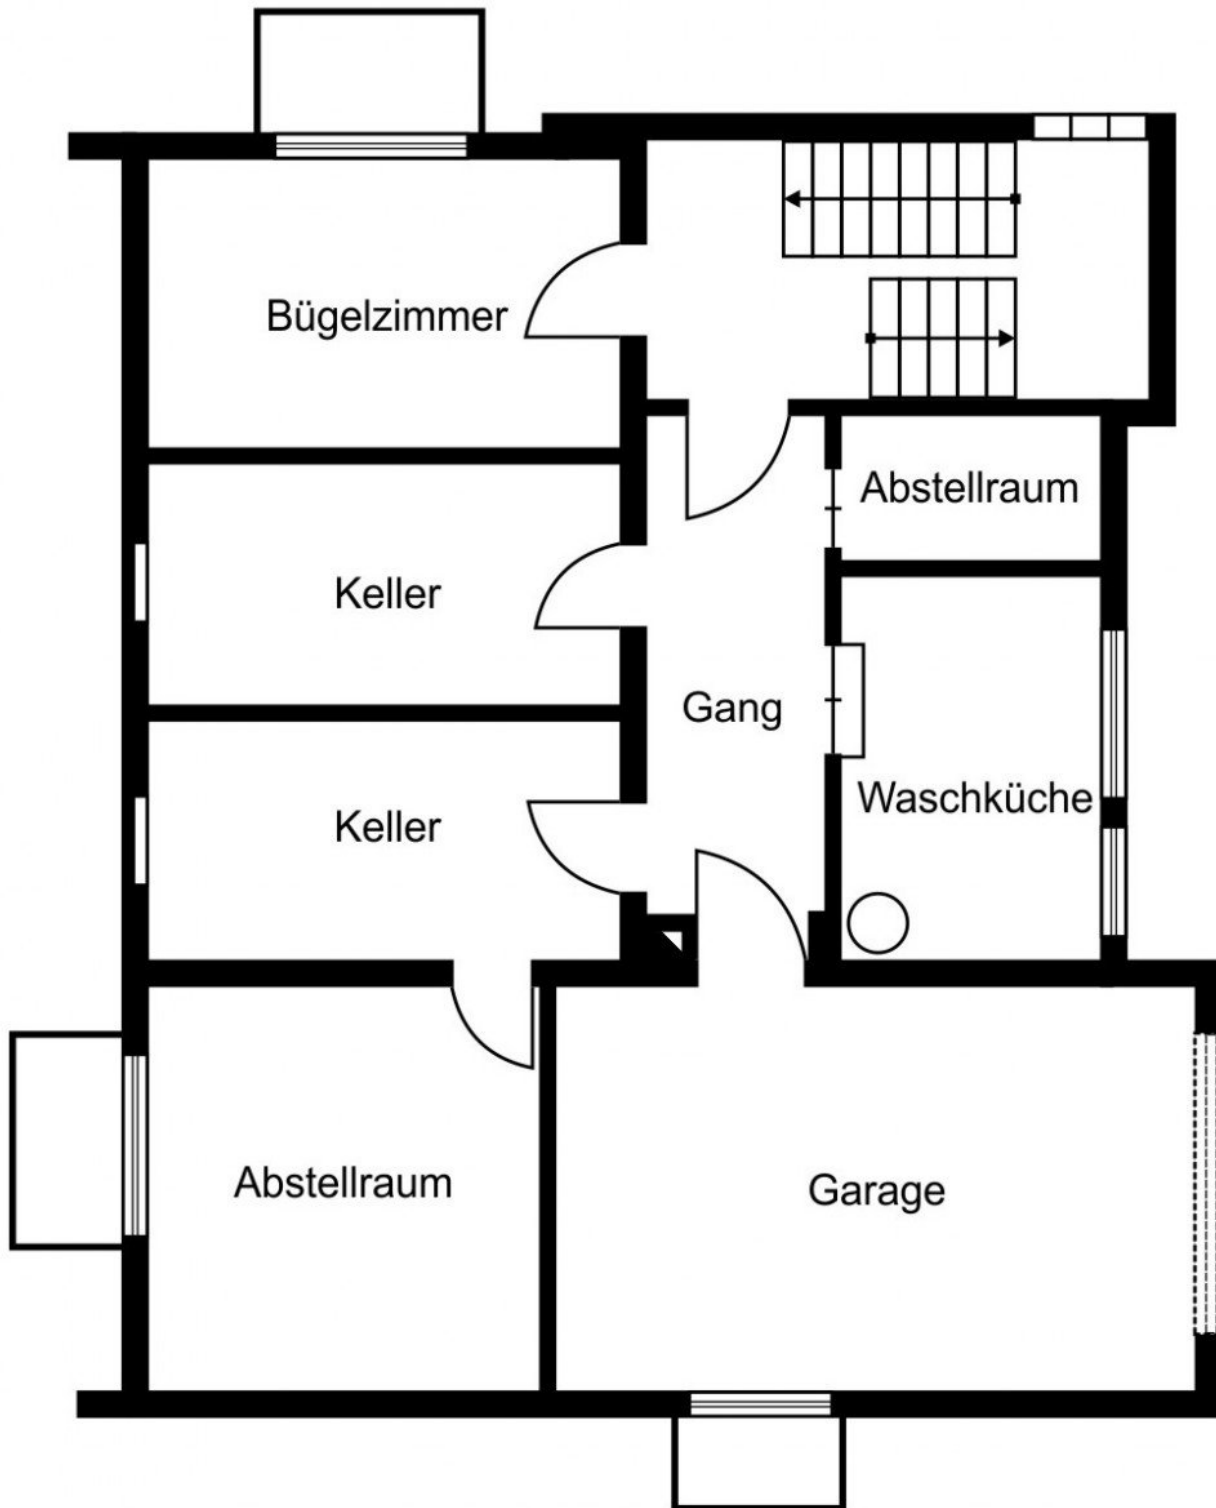 Bügelzimmer
Abstellraum
Keller
Gang
Waschküche
Keller
Abstellraum
Garage